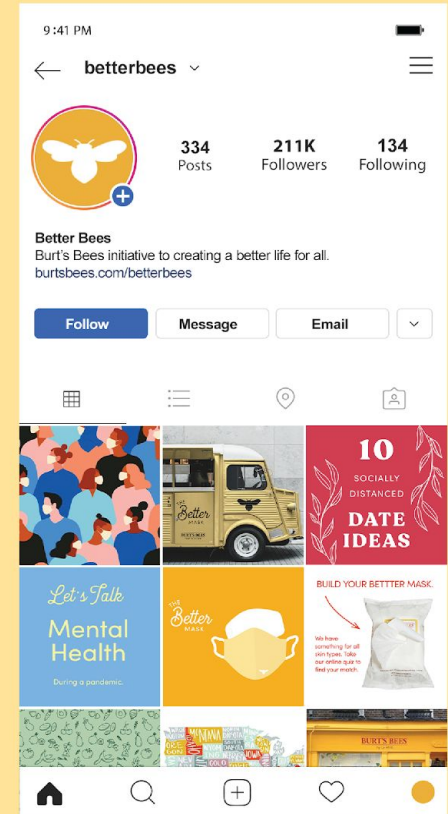 9:41 PM
betterbees
334
Posts
211K
Followers
134
Following
Better Bees
Burt's Bees initiative to creating a better life for all.
burtsbees.com/betterbees
Follow
Message
Email
Better
MASK
BURT'S BEES
10
SOCIALLY
DISTANCED
DATE
IDEAS
Let's Talk
Mental
Health
During a pandemic.
THE
Better
MASK
BUILD YOUR BETTTER MASK.
We have
something for all
skin types. Take
our online quiz to
find your match.
BURT'S BEES